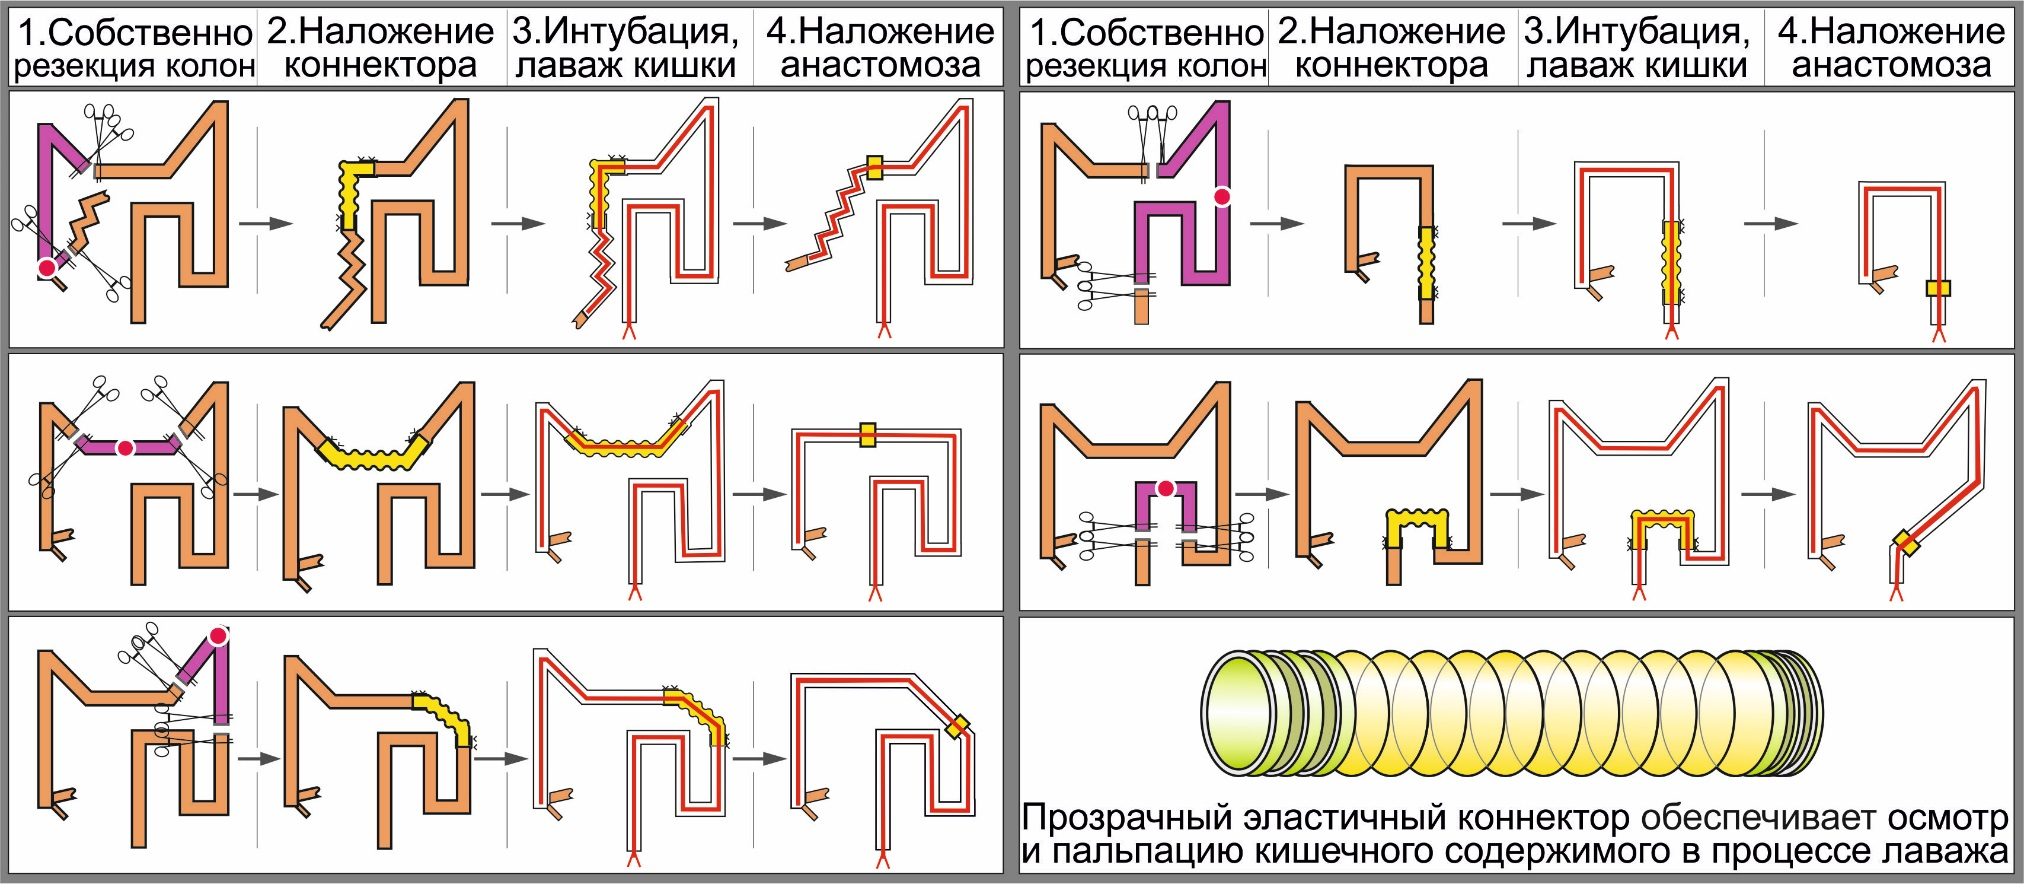 1.Собственно
резекция колон
2.Наложение
коннектора
3.Интубация,
лаваж кишки
4.Наложение
анастомоза
1.Собственно
резекция колон
2.Наложение
коннектора
3.Интубация,
лаваж кишки
4.Наложение
анастомоза
Прозрачный эластичный коннектор обеспечивает осмотр
и пальпацию кишечного содержимого в процессе лаважа